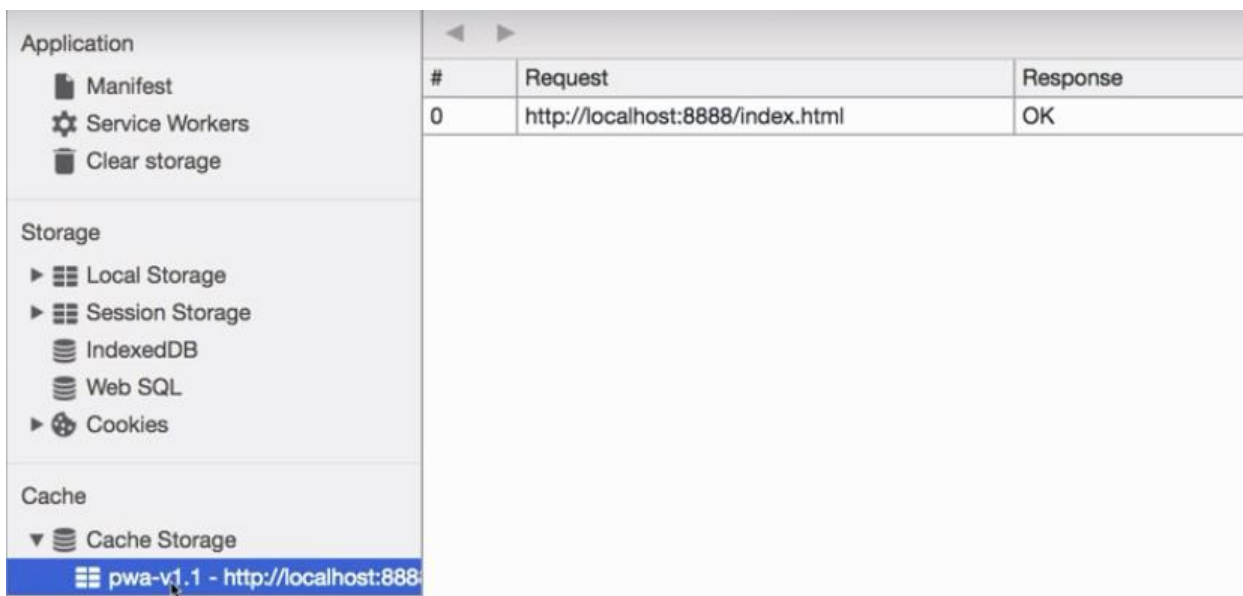 Application
Manifest
Service Workers
Clear storage
Storage
Local Storage
Session Storage
IndexedDB
Web SQL
Cookies
Cache
Cache Storage
pwa-v1.1 - http://localhost:888
# Request Response
0 http://localhost:8888/index.html OK